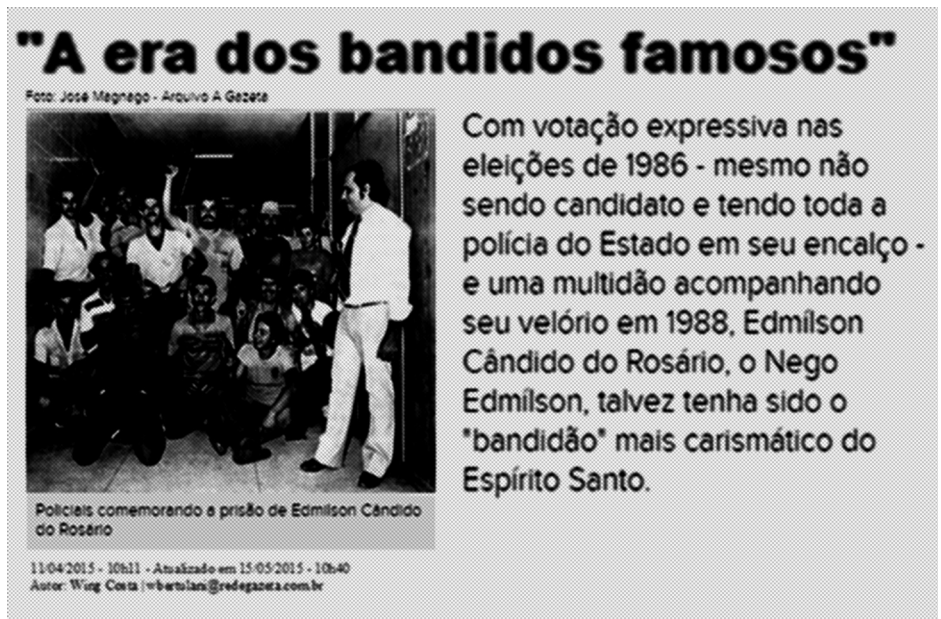 "A era dos bandidos famosos"
Foto: José Magnago - Arquivo A Gazeta
Com votação expressiva nas
eleições de 1986 - mesmo não
sendo candidato e tendo toda a
polícia do Estado em seu encalço -
e uma multidão acompanhando
seu velório em 1988, Edmílson
Cândido do Rosário, o Nego
Edmílson, talvez tenha sido o
"bandidão" mais carismático do
Espírito Santo.
Policiais comemorando a prisão de Edmilson Cândido
do Rosário
11/04/2015 - 10h11 - Atualizado em 15/05/2015 - 10h40
Autor: Wing Costa | wbertulani@redegazeta.com.br